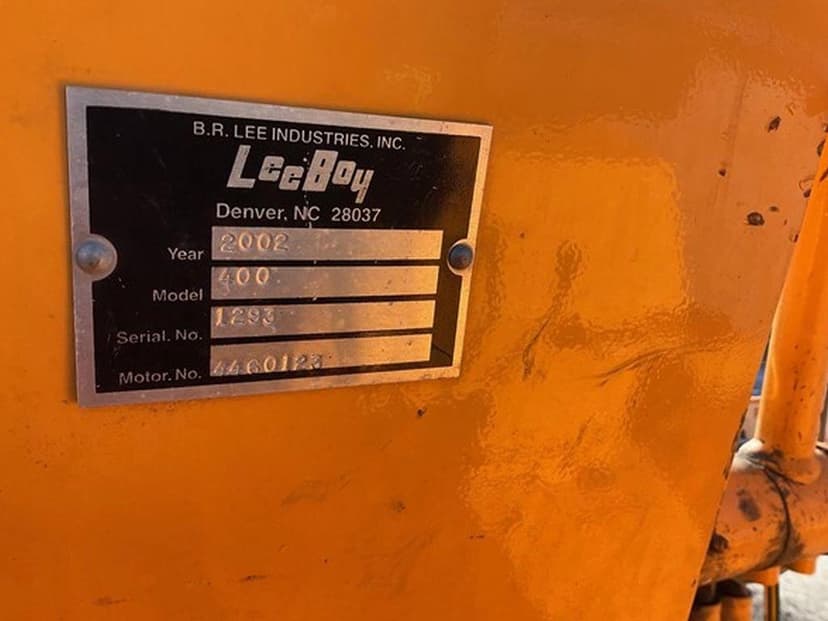 B.R. LEE INDUSTRIES, INC.
LeeBoy
Denver, NC 28037
Year 2002
Model 400
Serial. No. 1293
Motor. No. 4460123